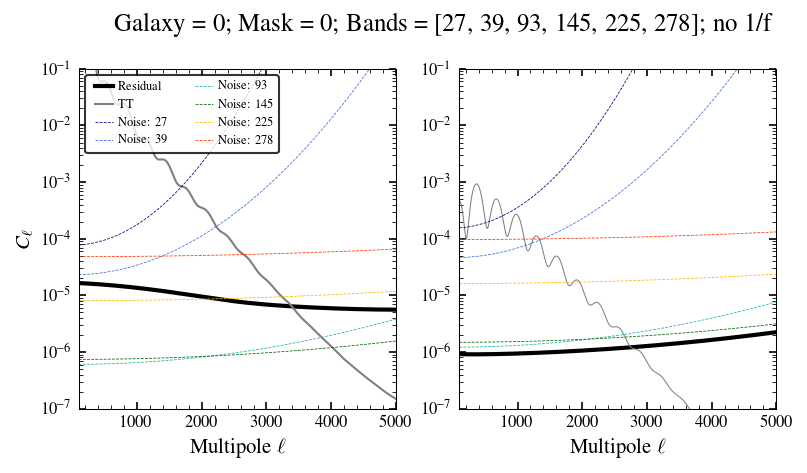 Galaxy = 0; Mask = 0; Bands = [27, 39, 93, 145, 225, 278]; no 1/f
Residual
TT
Noise: 27
Noise: 39
Noise: 93
Noise: 145
Noise: 225
Noise: 278
C_ℓ
10^{-1}
10^{-2}
10^{-3}
10^{-4}
10^{-5}
10^{-6}
10^{-7}
1000 2000 3000 4000 5000
Multipole ℓ
10^{-1}
10^{-2}
10^{-3}
10^{-4}
10^{-5}
10^{-6}
10^{-7}
1000 2000 3000 4000 5000
Multipole ℓ